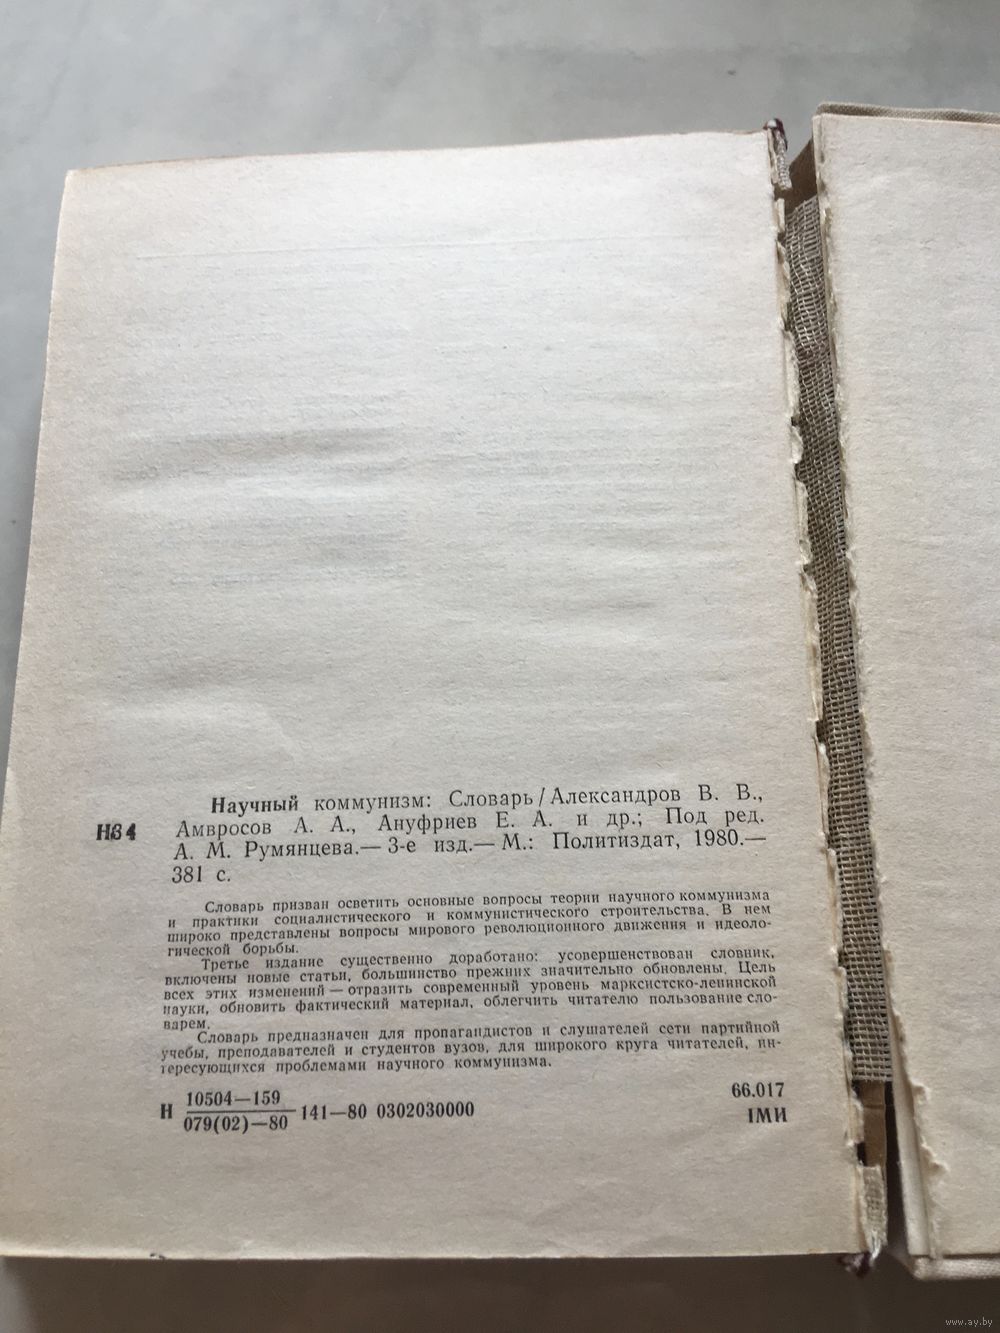 Научный коммунизм: Словарь/Александров В. В.,
Н34 Амвросов А. А., Ануфриев Е. А. и др.; Под ред.
А. М. Румянцева.— 3-е изд.— М.: Политиздат, 1980.—
381 с.
Словарь призван осветить основные вопросы теории научного коммунизма
и практики социалистического и коммунистического строительства. В нем
широко представлены вопросы мирового революционного движения и идеоло-
гической борьбы.
Третье издание существенно доработано: усовершенствован словник,
включены новые статьи, большинство прежних значительно обновлены. Цель
всех этих изменений — отразить современный уровень марксистско-ленинской
науки, обновить фактический материал, облегчить читателю пользование сло-
варем.
Словарь предназначен для пропагандистов и слушателей сети партийной
учебы, преподавателей и студентов вузов, для широкого круга читателей, ин-
тересующихся проблемами научного коммунизма.
10504—159
Н 141—80 0302030000
079(02)—80
66.017
1МИ
www.ay.by